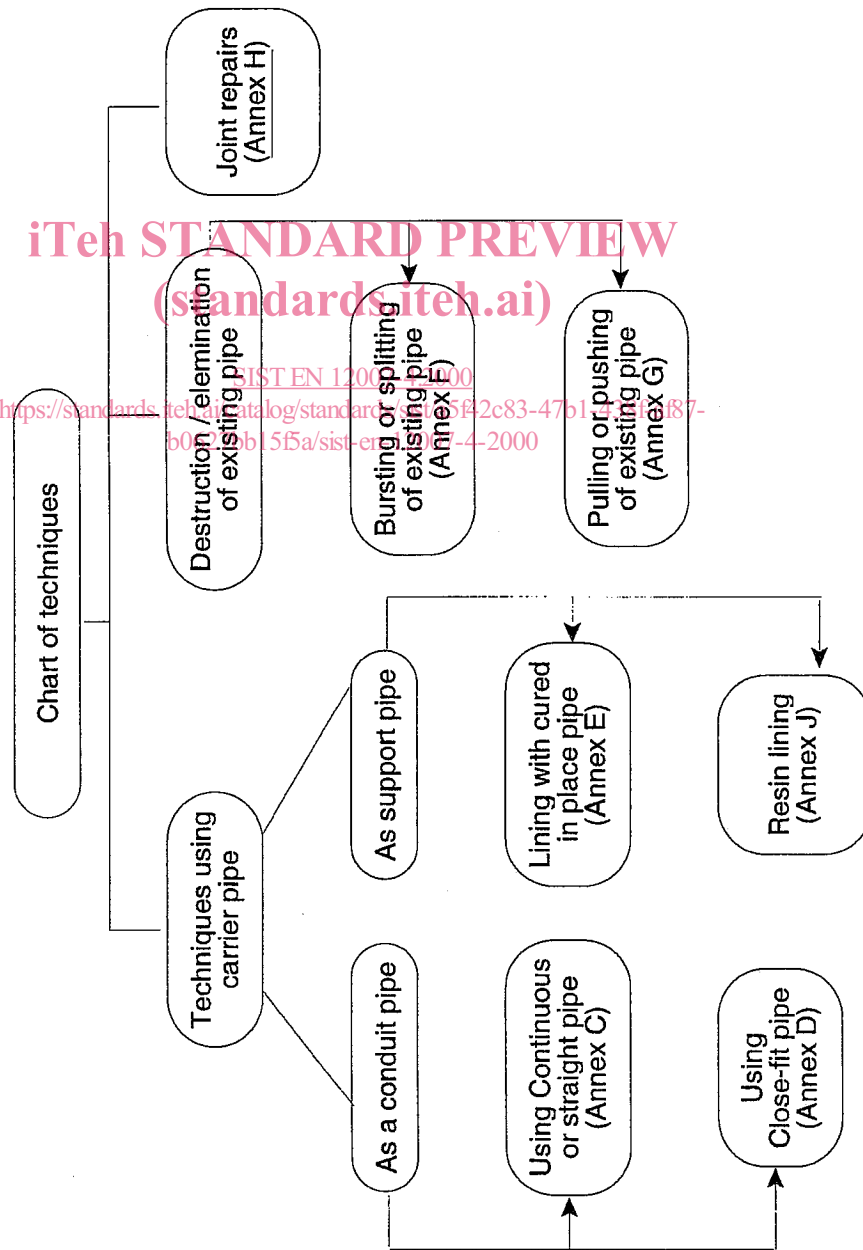 Chart of techniques
Techniques using
carrier pipe
Destruction / elemination
of existing pipe
Joint repairs
(Annex H)
As a conduit pipe
As support pipe
Bursting or splitting
of existing pipe
(Annex F)
Using Continuous
or straight pipe
(Annex C)
Lining with cured
in place pipe
(Annex E)
Pulling or pushing
of existing pipe
(Annex G)
Using
Close-fit pipe
(Annex D)
Resin lining
(Annex J)
iTeh STANDARD PREVIEW
(standards.iteh.ai)
SIST EN 12007-4:2000